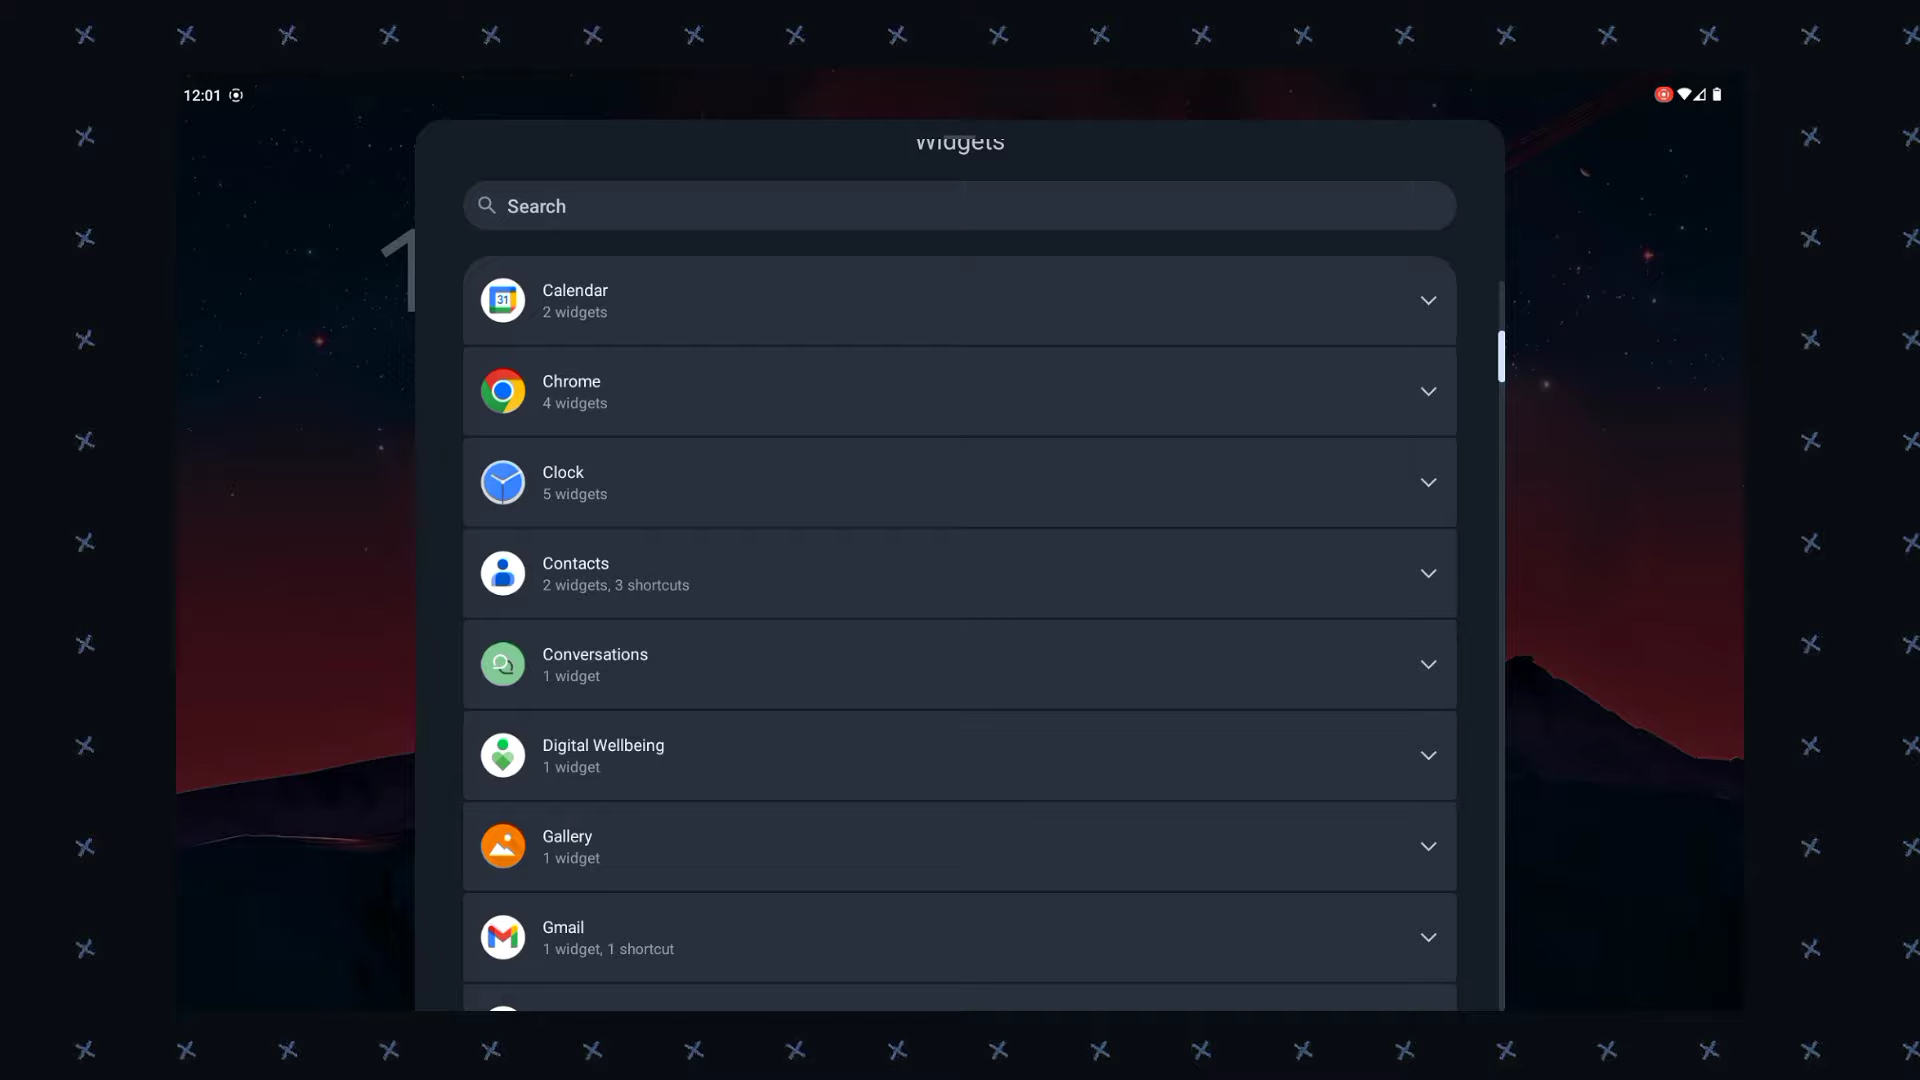 12:01
Widgets
Search
Calendar
2 widgets
31
Chrome
4 widgets
Clock
5 widgets
Contacts
2 widgets, 3 shortcuts
Conversations
1 widget
Digital Wellbeing
1 widget
Gallery
1 widget
Gmail
1 widget, 1 shortcut